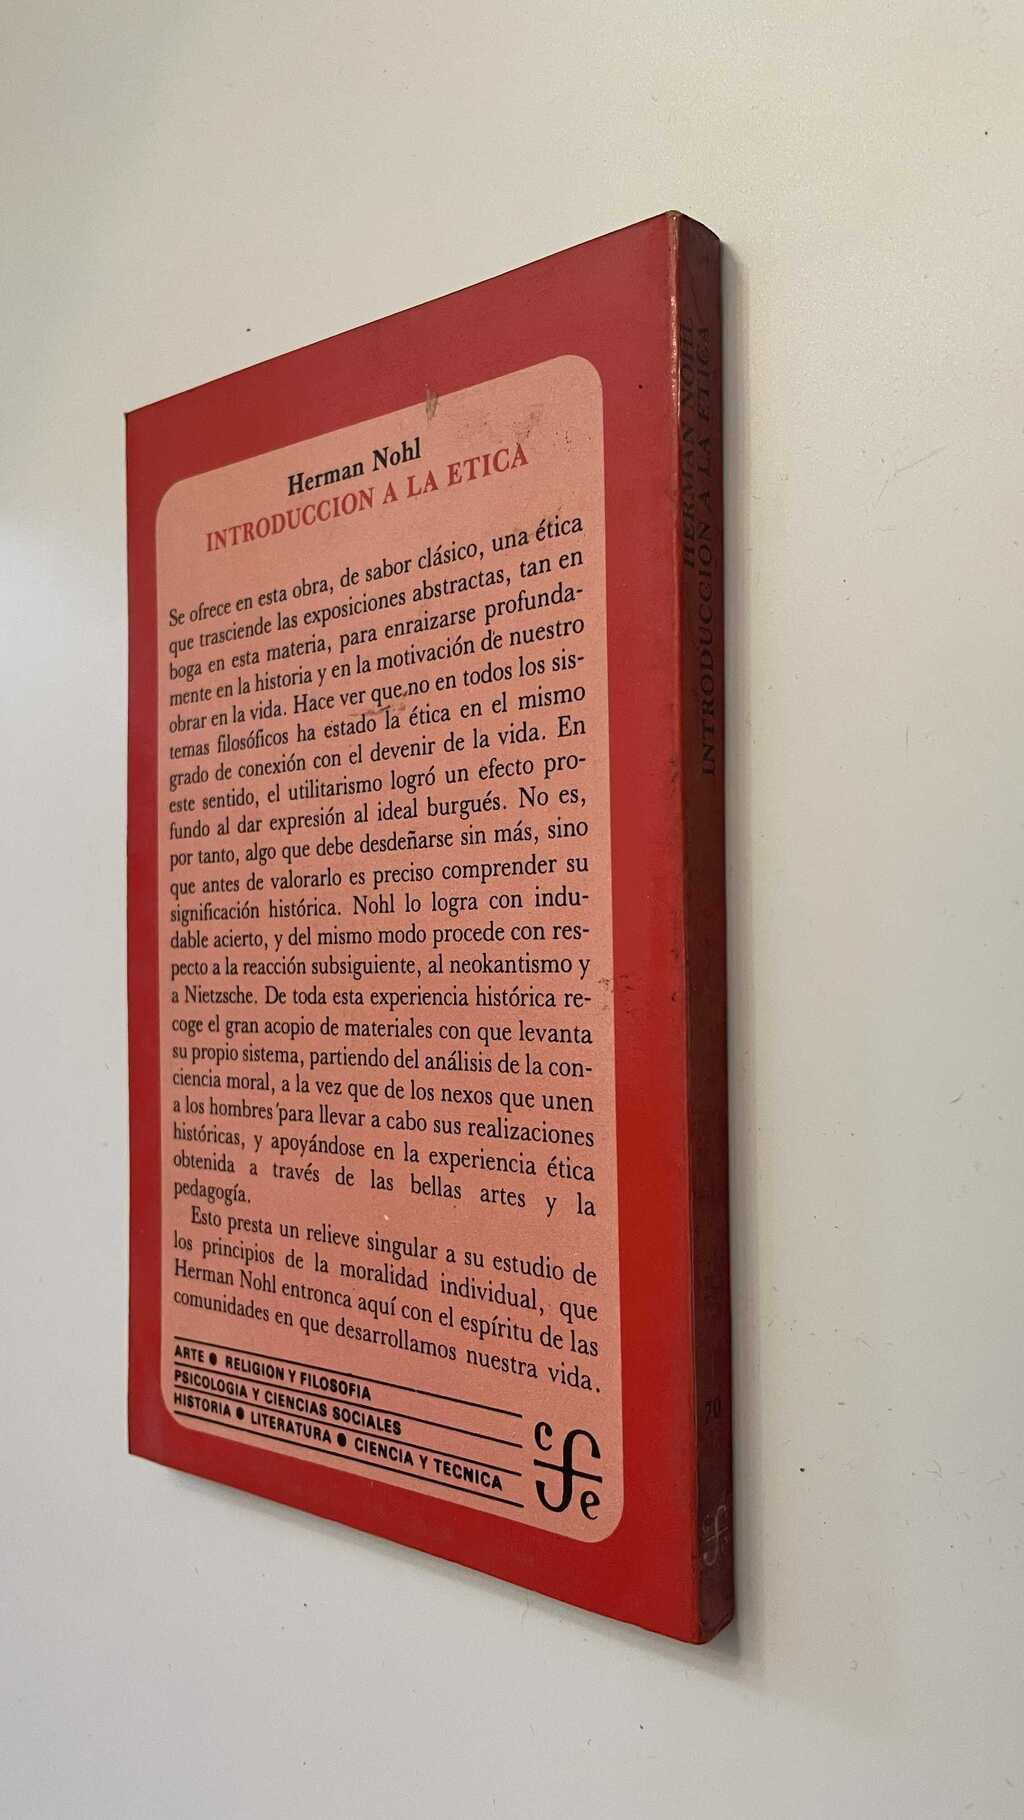 Herman Nohl
INTRODUCCION A LA ETICA
Se ofrece en esta obra, de sabor clásico, una ética
que trasciende las exposiciones abstractas, tan en
boga en esta materia, para enraizarse profunda-
mente en la historia y en la motivación de nuestro
obrar en la vida. Hace ver que no en todos los sis-
temas filosóficos ha estado la ética en el mismo
grado de conexión con el devenir de la vida. En
este sentido, el utilitarismo logró un efecto pro-
fundo al dar expresión al ideal burgués. No es,
por tanto, algo que debe desdeñarse sin más, sino
que antes de valorarlo es preciso comprender su
significación histórica. Nohl lo logra con indu-
dable acierto, y del mismo modo procede con res-
pecto a la reacción subsiguiente, al neokantismo y
a Nietzsche. De toda esta experiencia histórica re-
coge el gran acopio de materiales con que levanta
su propio sistema, partiendo del análisis de la con-
ciencia moral, a la vez que de los nexos que unen
a los hombres para llevar a cabo sus realizaciones
históricas, y apoyándose en la experiencia ética
obtenida a través de las bellas artes y la
pedagogía.
Esto presta un relieve singular a su estudio de
los principios de la moralidad individual, que
Herman Nohl entronca aquí con el espíritu de las
comunidades en que desarrollamos nuestra vida.
ARTE ● RELIGION Y FILOSOFIA
PSICOLOGIA Y CIENCIAS SOCIALES
HISTORIA ● LITERATURA ● CIENCIA Y TECNICA
cfe
HERMAN NOHL
INTRODUCCIÓN A LA ETICA
70
cfe